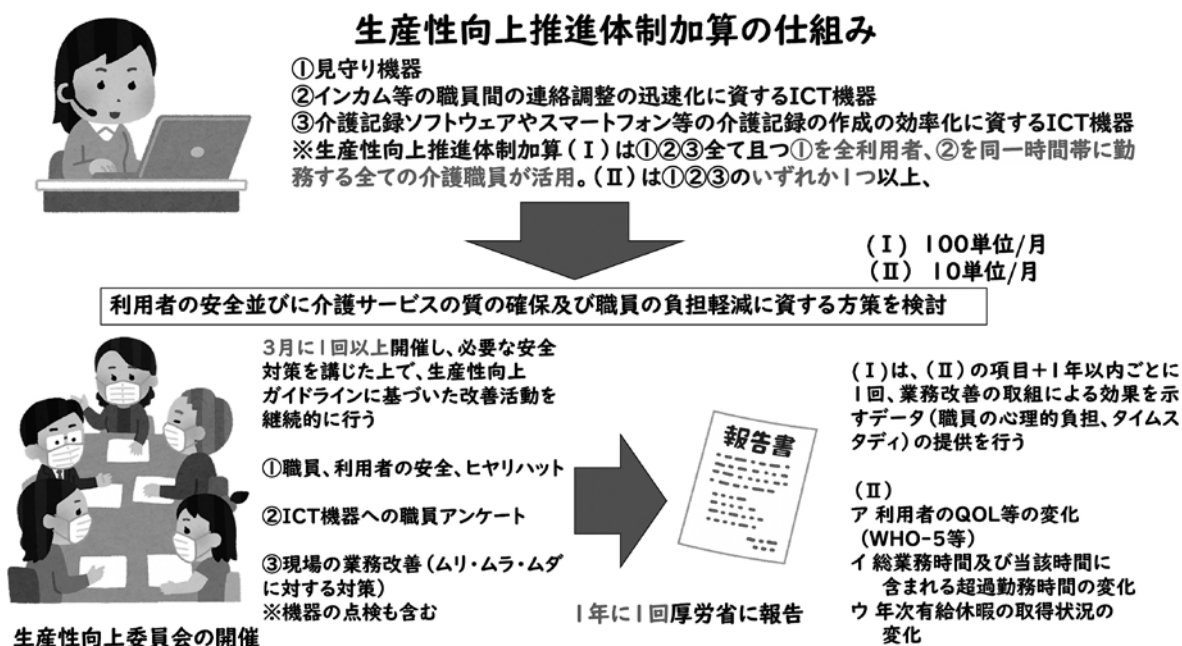 生産性向上推進体制加算の仕組み
①見守り機器
②インカム等の職員間の連絡調整の迅速化に資するICT機器
③介護記録ソフトウェアやスマートフォン等の介護記録の作成の効率化に資するICT機器
※生産性向上推進体制加算(Ⅰ)は①②③全て且つ①を全利用者、②を同一時間帯に勤
務する全ての介護職員が活用。(Ⅱ)は①②③のいずれか1つ以上、
(Ⅰ) 100単位/月
(Ⅱ) 10単位/月
利用者の安全並びに介護サービスの質の確保及び職員の負担軽減に資する方策を検討
3月に1回以上開催し、必要な安全
対策を講じた上で、生産性向上
ガイドラインに基づいた改善活動を
継続的に行う
①職員、利用者の安全、ヒヤリハット
②ICT機器への職員アンケート
③現場の業務改善(ムリ・ムラ・ムダ
に対する対策)
※機器の点検も含む
生産性向上委員会の開催
報告書
1年に1回厚労省に報告
(Ⅰ)は、(Ⅱ)の項目+1年以内ごとに
1回、業務改善の取組による効果を示
すデータ(職員の心理的負担、タイムス
タディ)の提供を行う
(Ⅱ)
ア 利用者のQOL等の変化
(WHO-5等)
イ 総業務時間及び当該時間に
含まれる超過勤務時間の変化
ウ 年次有給休暇の取得状況の
変化